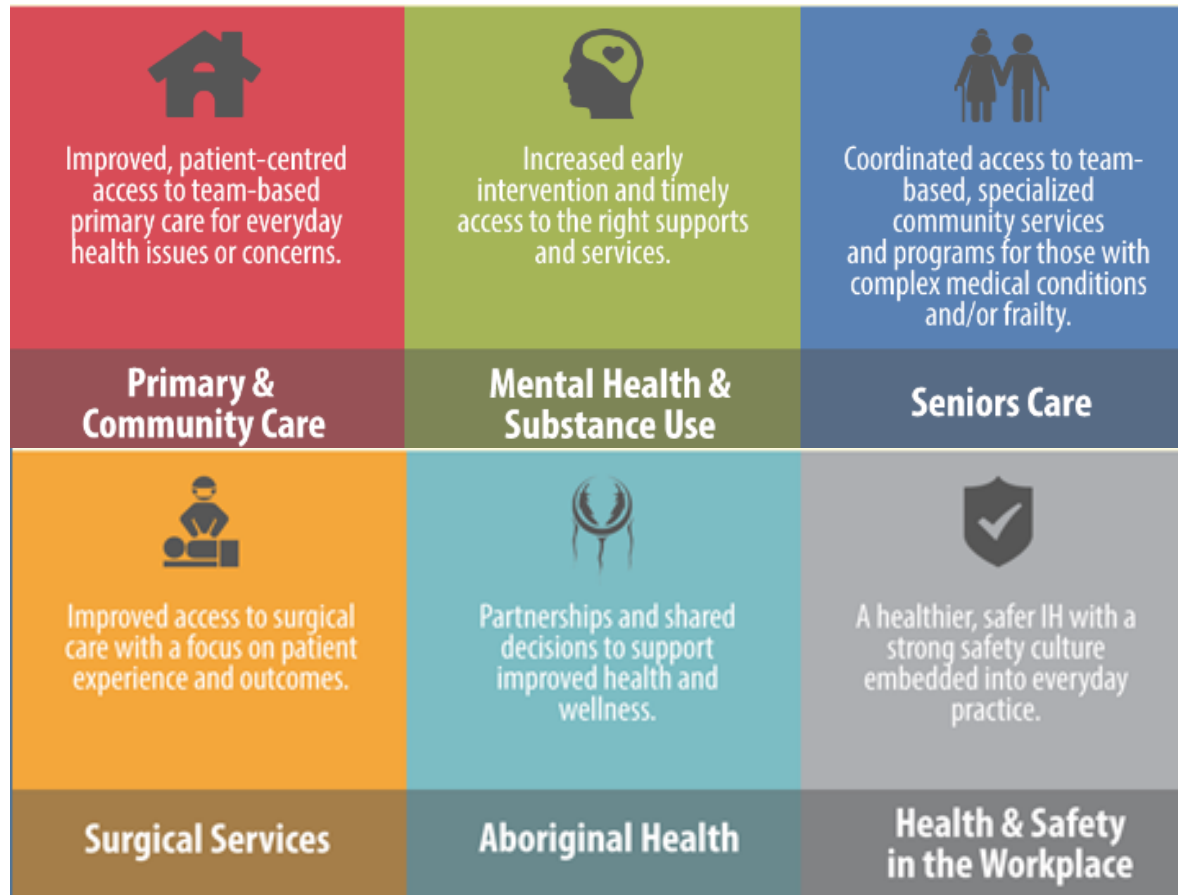 Improved, patient-centred
access to team-based
primary care for everyday
health issues or concerns.
Primary &
Community Care
Increased early
intervention and timely
access to the right supports
and services.
Mental Health &
Substance Use
Coordinated access to team-
based, specialized
community services
and programs for those with
complex medical conditions
and/or frailty.
Seniors Care
Improved access to surgical
care with a focus on patient
experience and outcomes.
Surgical Services
Partnerships and shared
decisions to support
improved health and
wellness.
Aboriginal Health
A healthier, safer IH with a
strong safety culture
embedded into everyday
practice.
Health & Safety
in the Workplace